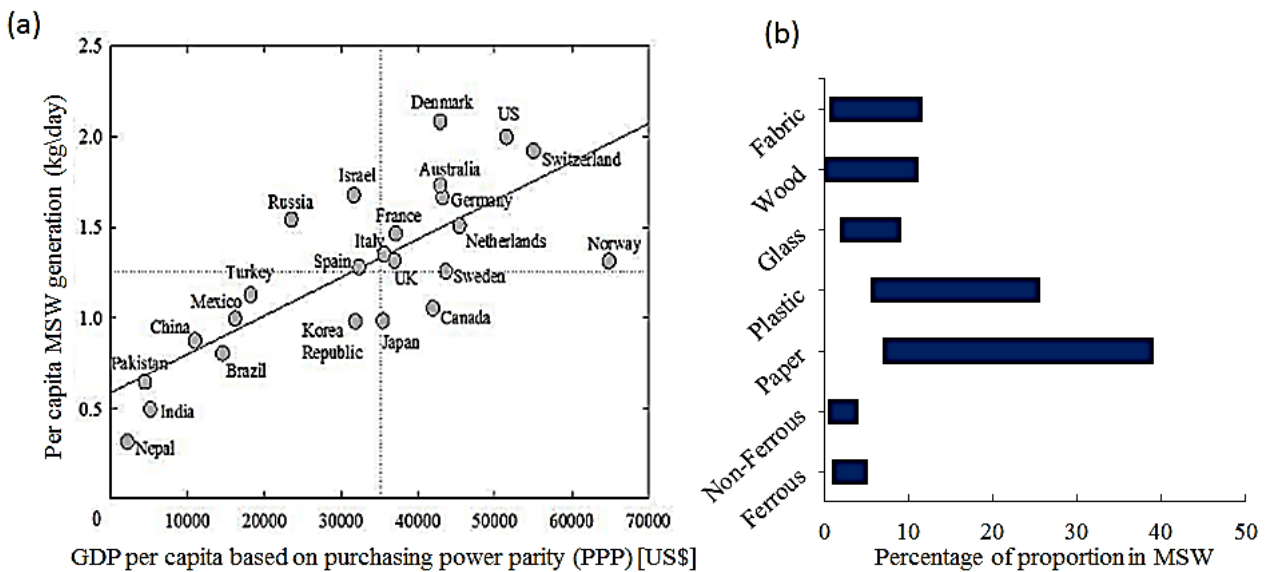 (a)
Per capita MSW generation (kg\day)
2.5
2.0
1.5
1.0
0.5
0
10000
20000
30000
40000
50000
60000
70000
GDP per capita based on purchasing power parity (PPP) [US$]
Denmark
US
Switzerland
Israel
Australia
Germany
Russia
France
Italy
Netherlands
Norway
Spain
UK
Sweden
Turkey
Mexico
Canada
China
Korea
Republic
Japan
Pakistan
Brazil
India
Nepal
(b)
Fabric
Wood
Glass
Plastic
Paper
Non-Ferrous
Ferrous
0
10
20
30
40
50
Percentage of proportion in MSW